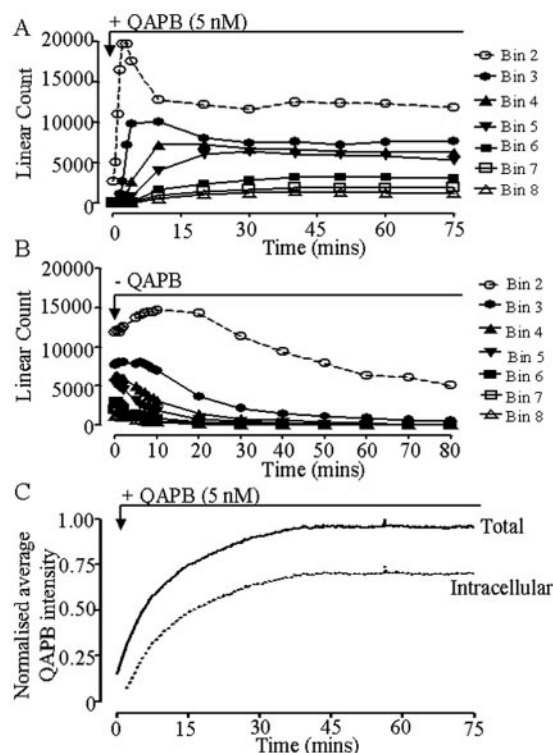 A
+ QAPB (5 nM)
20000
15000
10000
5000
0
Linear Count
0 15 30 45 60 75
Time (mins)
Bin 2
Bin 3
Bin 4
Bin 5
Bin 6
Bin 7
Bin 8
B
- QAPB
20000
15000
10000
5000
0
Linear Count
0 10 20 30 40 50 60 70 80
Time (mins)
Bin 2
Bin 3
Bin 4
Bin 5
Bin 6
Bin 7
Bin 8
C
+ QAPB (5 nM)
1.00
0.75
0.50
0.25
0
Normalised average
QAPB intensity
Total
Intracellular
0 15 30 45 60 75
Time (mins)